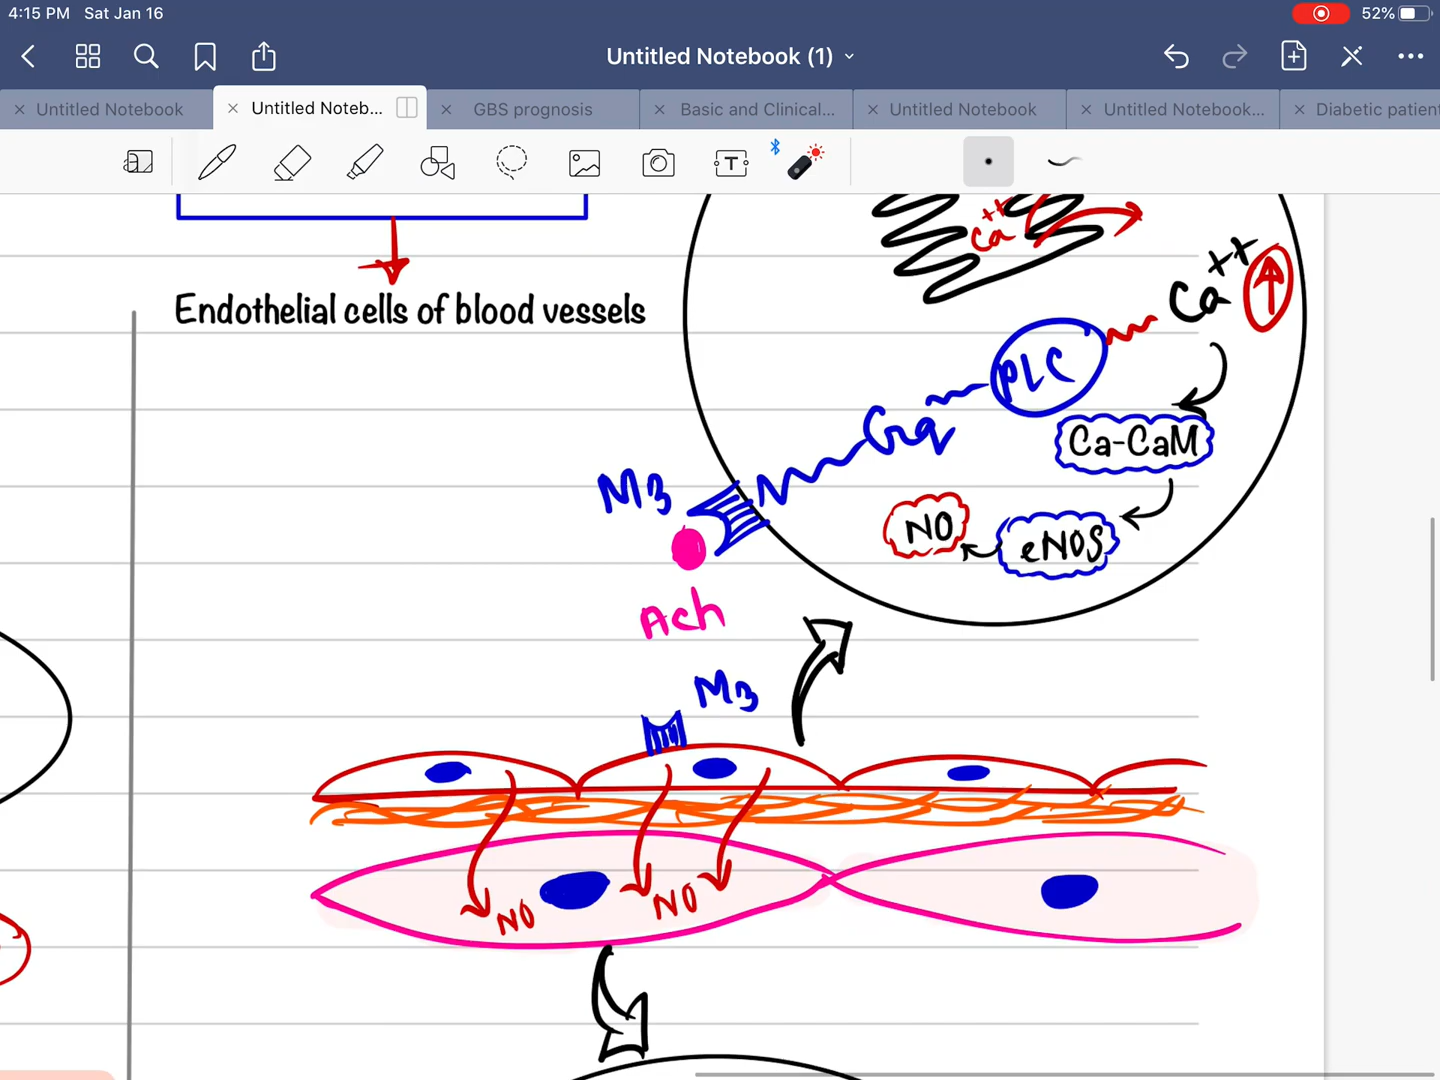 4:15 PM Sat Jan 16
52%
Untitled Notebook (1)
Untitled Notebook
Untitled Noteb...
GBS prognosis
Basic and Clinical...
Untitled Notebook
Untitled Notebook...
Diabetic patient
T
Ca++
Ca++
Endothelial cells of blood vessels
PLC
Gq
Ca-CaM
M3
NO
eNOS
Ach
M3
NO
NO